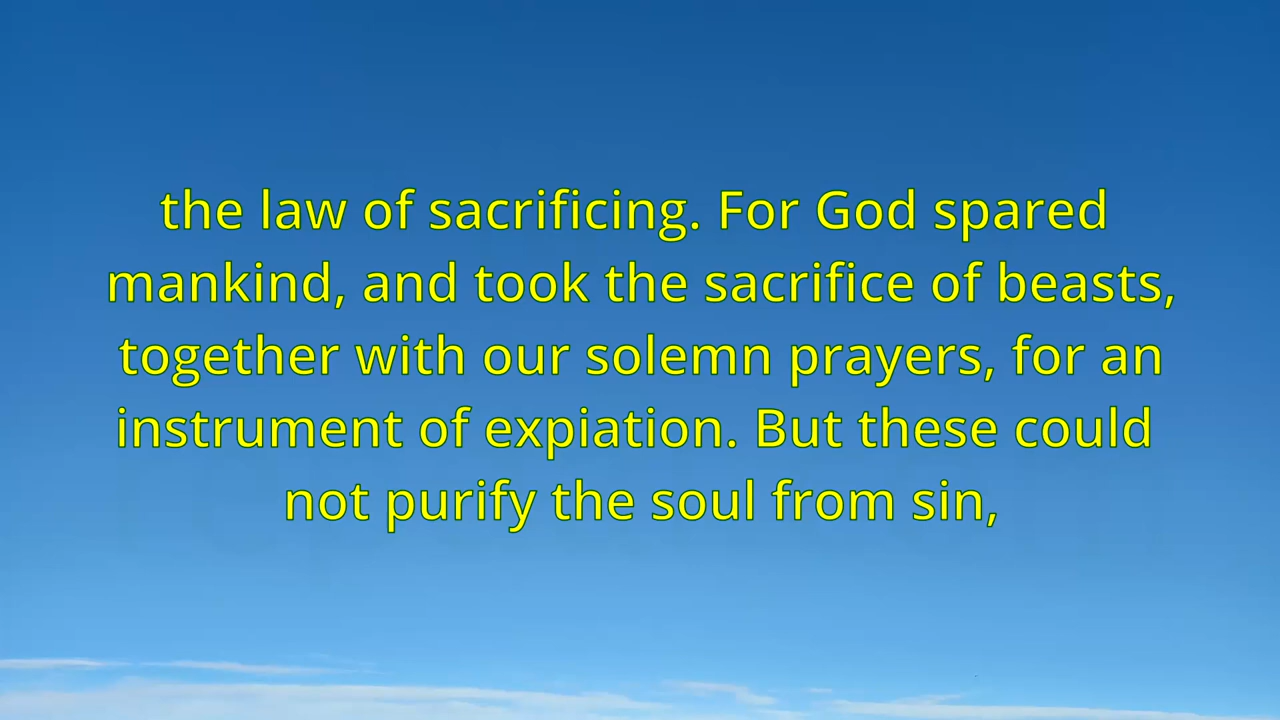 the law of sacrificing. For God spared
mankind, and took the sacrifice of beasts,
together with our solemn prayers, for an
instrument of expiation. But these could
not purify the soul from sin,